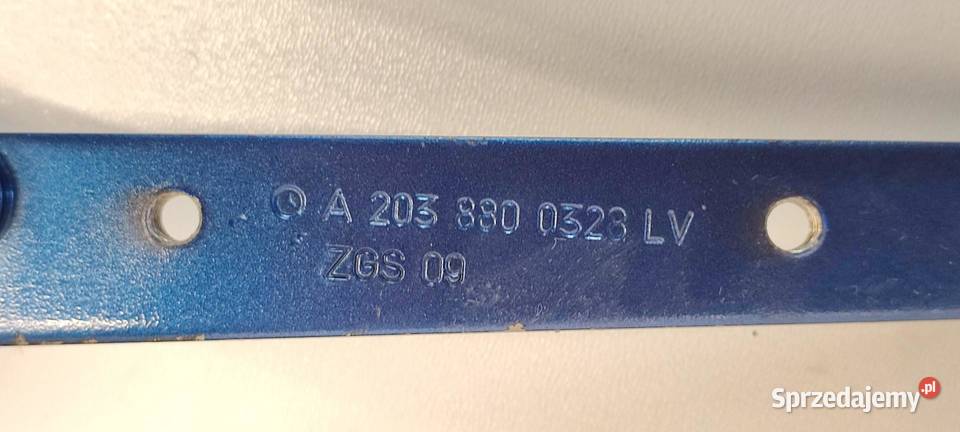 A 203 880 0328 LV
ZGS 09
Sprzedajemy.pl